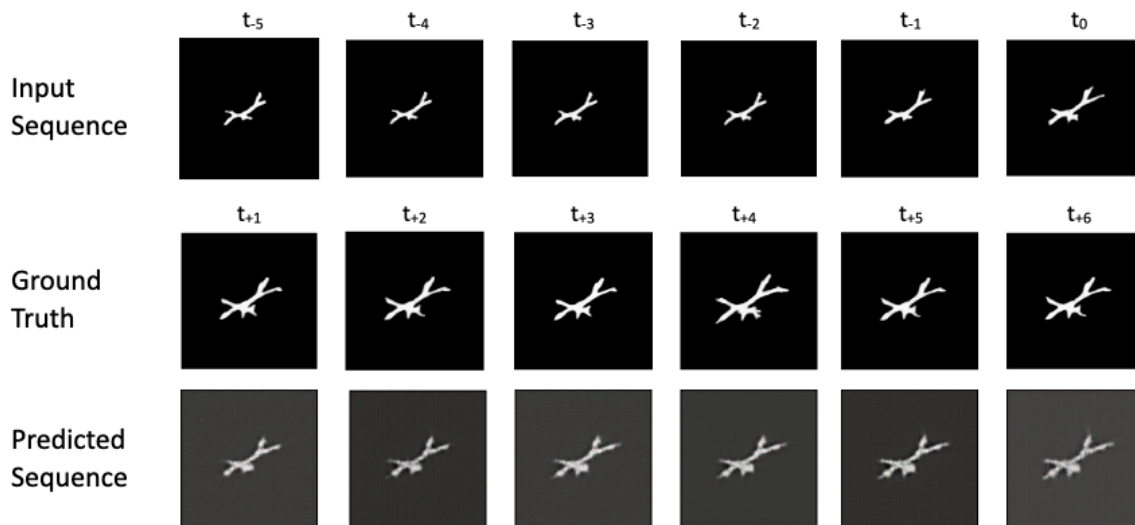 t-5 t-4 t-3 t-2 t-1 t0
Input
Sequence
t+1 t+2 t+3 t+4 t+5 t+6
Ground
Truth
Predicted
Sequence